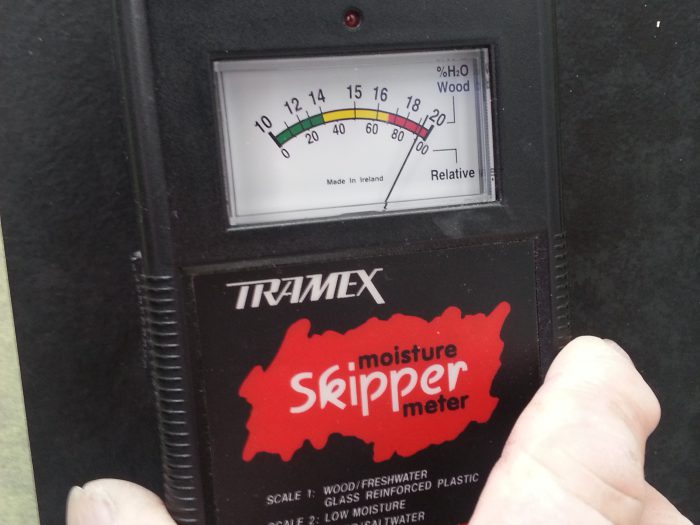 %H2O
Wood
10 12 14 15 16 18 20
0 20 40 60 80 00
Relative
Made In Ireland
TRAMEX
moisture
Skipper
meter
SCALE 1: WOOD/FRESHWATER
GLASS REINFORCED PLASTIC
SCALE 2: LOW MOISTURE